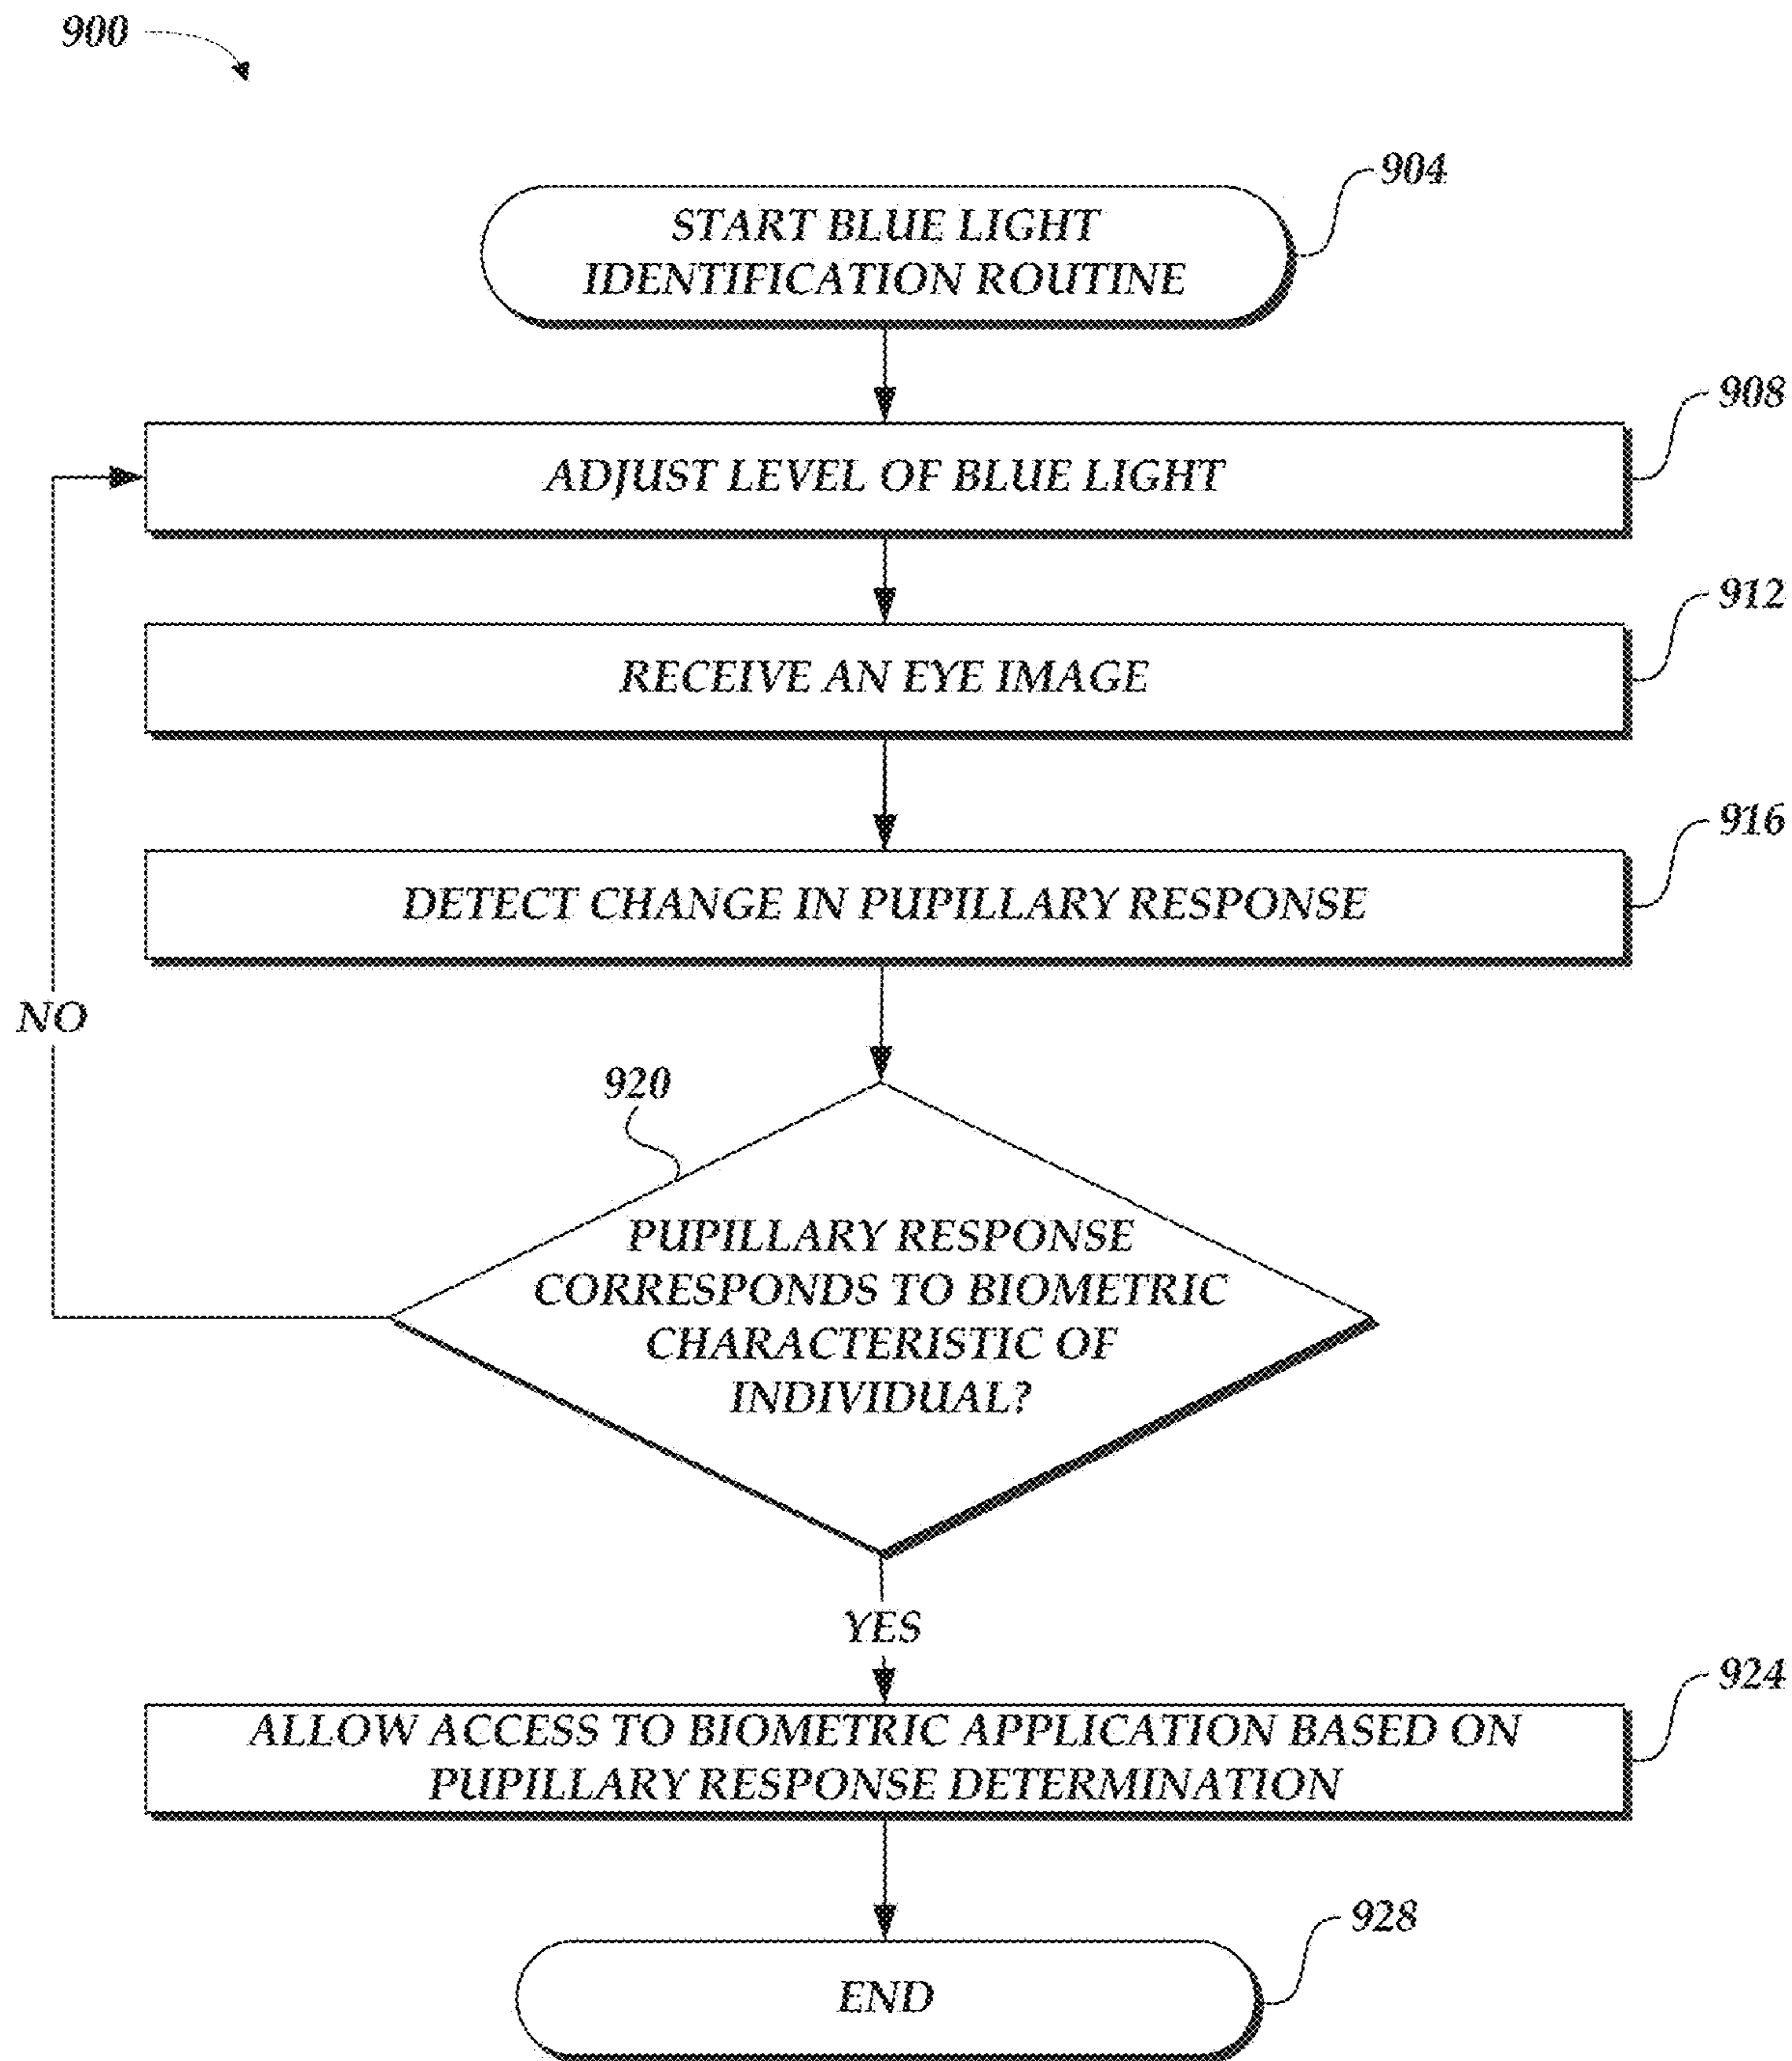 900
904
START BLUE LIGHT
IDENTIFICATION ROUTINE
908
ADJUST LEVEL OF BLUE LIGHT
912
RECEIVE AN EYE IMAGE
916
DETECT CHANGE IN PUPILLARY RESPONSE
NO
920
PUPILLARY RESPONSE
CORRESPONDS TO BIOMETRIC
CHARACTERISTIC OF
INDIVIDUAL?
YES
924
ALLOW ACCESS TO BIOMETRIC APPLICATION BASED ON
PUPILLARY RESPONSE DETERMINATION
928
END